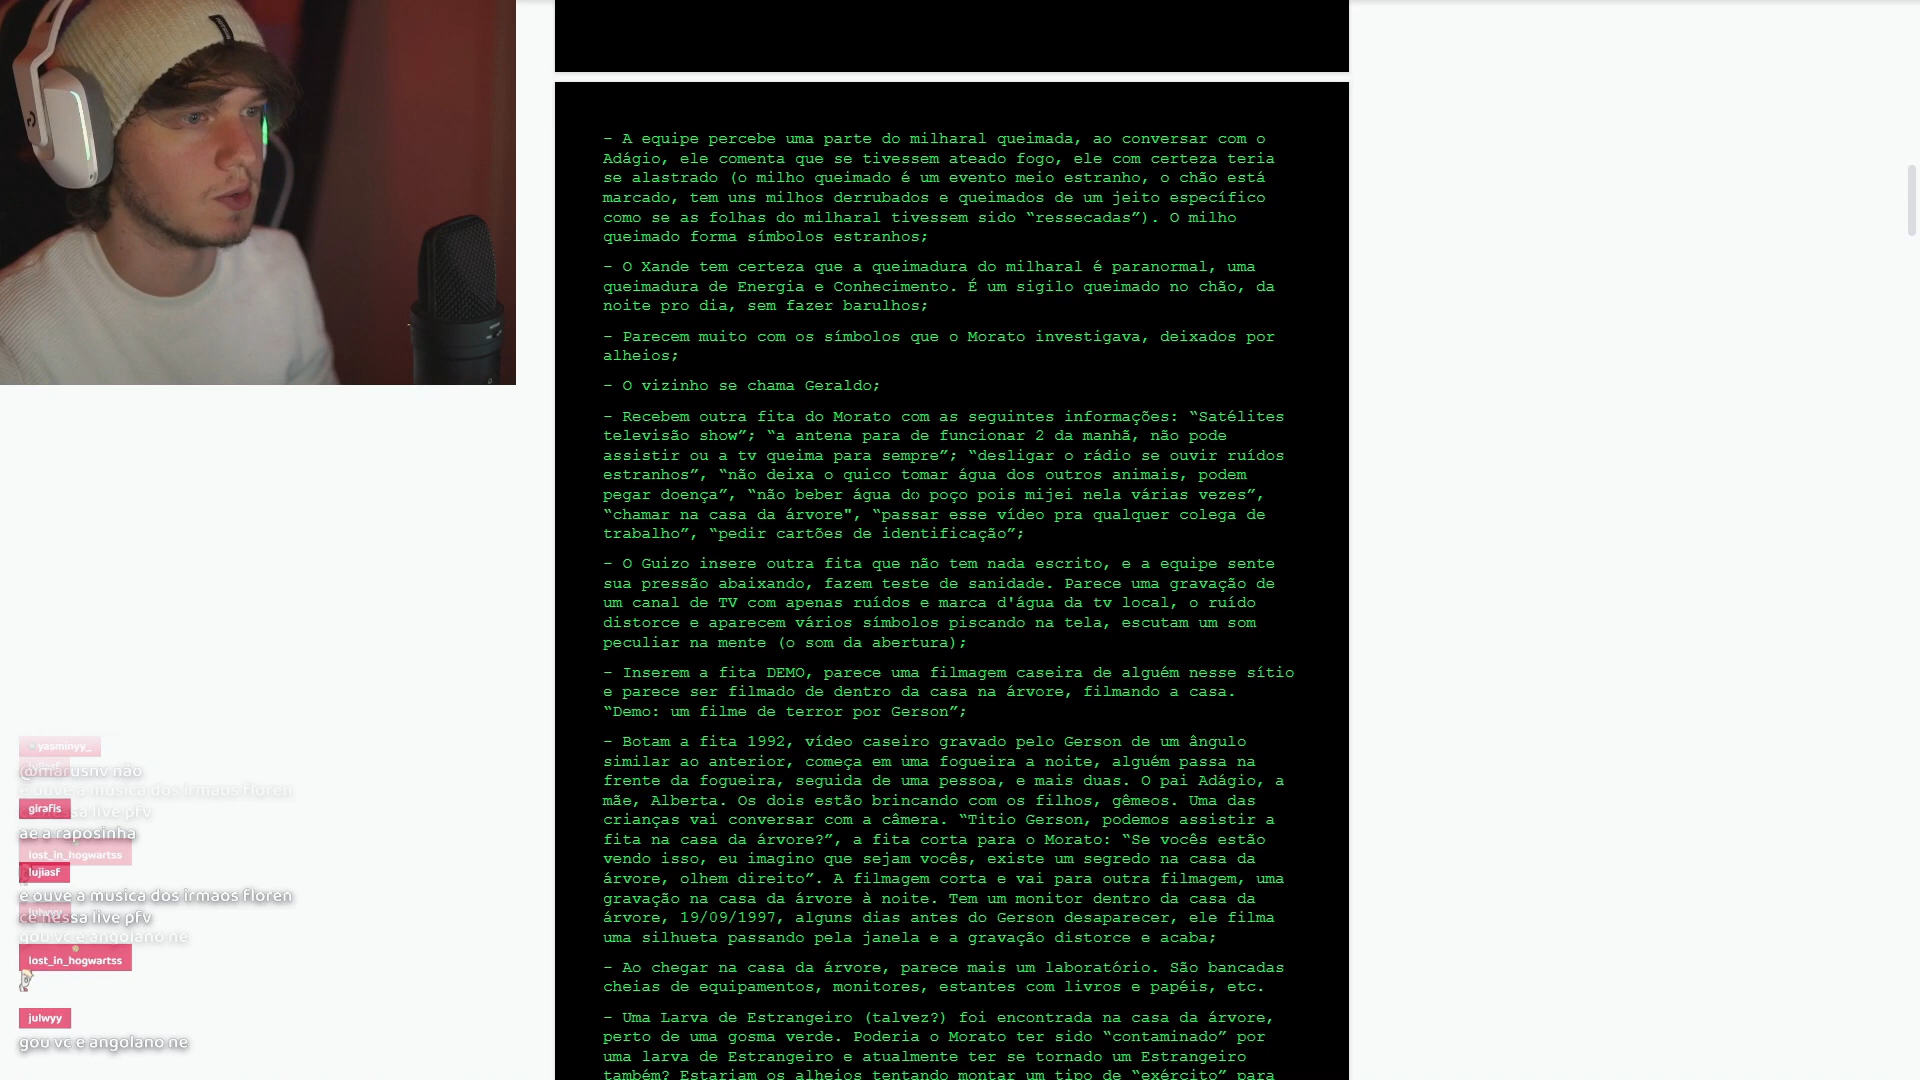 – A equipe percebe uma parte do milharal queimada, ao conversar com o
Adágio, ele comenta que se tivessem ateado fogo, ele com certeza teria
se alastrado (o milho queimado é um evento meio estranho, o chão está
marcado, tem uns milhos derrubados e queimados de um jeito específico
como se as folhas do milharal tivessem sido “ressecadas”). O milho
queimado forma símbolos estranhos;
– O Xande tem certeza que a queimadura do milharal é paranormal, uma
queimadura de Energia e Conhecimento. É um sigilo queimado no chão, da
noite pro dia, sem fazer barulhos;
– Parecem muito com os símbolos que o Morato investigava, deixados por
alheios;
– O vizinho se chama Geraldo;
– Recebem outra fita do Morato com as seguintes informações: “Satélites
televisão show”; “a antena para de funcionar 2 da manhã, não pode
assistir ou a tv queima para sempre”; “desligar o rádio se ouvir ruídos
estranhos”, “não deixa o quico tomar água dos outros animais, podem
pegar doença”, “não beber água do poço pois mijei nela várias vezes”,
“chamar na casa da árvore", “passar esse vídeo pra qualquer colega de
trabalho”, “pedir cartões de identificação”;
– O Guizo insere outra fita que não tem nada escrito, e a equipe sente
sua pressão abaixando, fazem teste de sanidade. Parece uma gravação de
um canal de TV com apenas ruídos e marca d'água da tv local, o ruído
distorce e aparecem vários símbolos piscando na tela, escutam um som
peculiar na mente (o som da abertura);
– Inserem a fita DEMO, parece uma filmagem caseira de alguém nesse sítio
e parece ser filmado de dentro da casa na árvore, filmando a casa.
“Demo: um filme de terror por Gerson”;
– Botam a fita 1992, vídeo caseiro gravado pelo Gerson de um ângulo
similar ao anterior, começa em uma fogueira a noite, alguém passa na
frente da fogueira, seguida de uma pessoa, e mais duas. O pai Adágio, a
mãe, Alberta. Os dois estão brincando com os filhos, gêmeos. Uma das
crianças vai conversar com a câmera. “Titio Gerson, podemos assistir a
fita na casa da árvore?”, a fita corta para o Morato: “Se vocês estão
vendo isso, eu imagino que sejam vocês, existe um segredo na casa da
árvore, olhem direito”. A filmagem corta e vai para outra filmagem, uma
gravação na casa da árvore à noite. Tem um monitor dentro da casa da
árvore, 19/09/1997, alguns dias antes do Gerson desaparecer, ele filma
uma silhueta passando pela janela e a gravação distorce e acaba;
– Ao chegar na casa da árvore, parece mais um laboratório. São bancadas
cheias de equipamentos, monitores, estantes com livros e papéis, etc.
– Uma Larva de Estrangeiro (talvez?) foi encontrada na casa da árvore,
perto de uma gosma verde. Poderia o Morato ter sido “contaminado” por
uma larva de Estrangeiro e atualmente ter se tornado um Estrangeiro
também? Estariam os alheios tentando montar um tipo de “exército” para
yasminyy_
@marusnv não
e ouve a musica dos irmaos floren
ce nessa live pfv
girafis
ae a raposinha
lost_in_hogwartss
lujiasf
e ouve a musica dos irmaos floren
ce nessa live pfv
julwyy
gou vc e angolano ne
lost_in_hogwartss
julwyy
gou vc e angolano ne